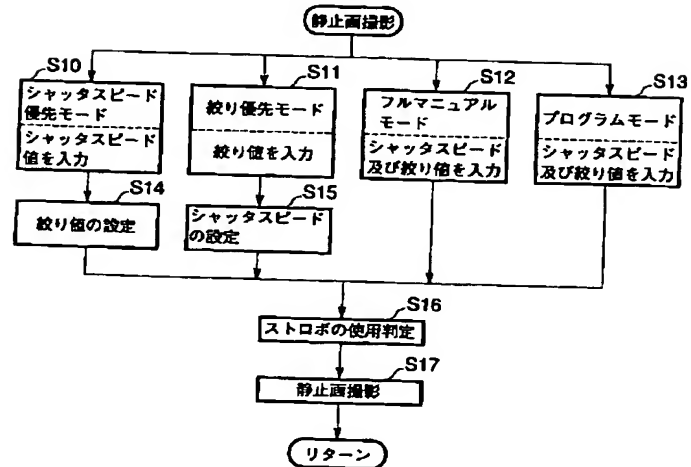 静止画撮影
S10
シャッタスピード
優先モード
シャッタスピード
値を入力
S11
絞り優先モード
絞り値を入力
S12
フルマニュアル
モード
シャッタスピード
及び絞り値を入力
S13
プログラムモード
シャッタスピード
及び絞り値を入力
S14
絞り値の設定
S15
シャッタスピード
の設定
S16
ストロボの使用判定
S17
静止画撮影
リターン